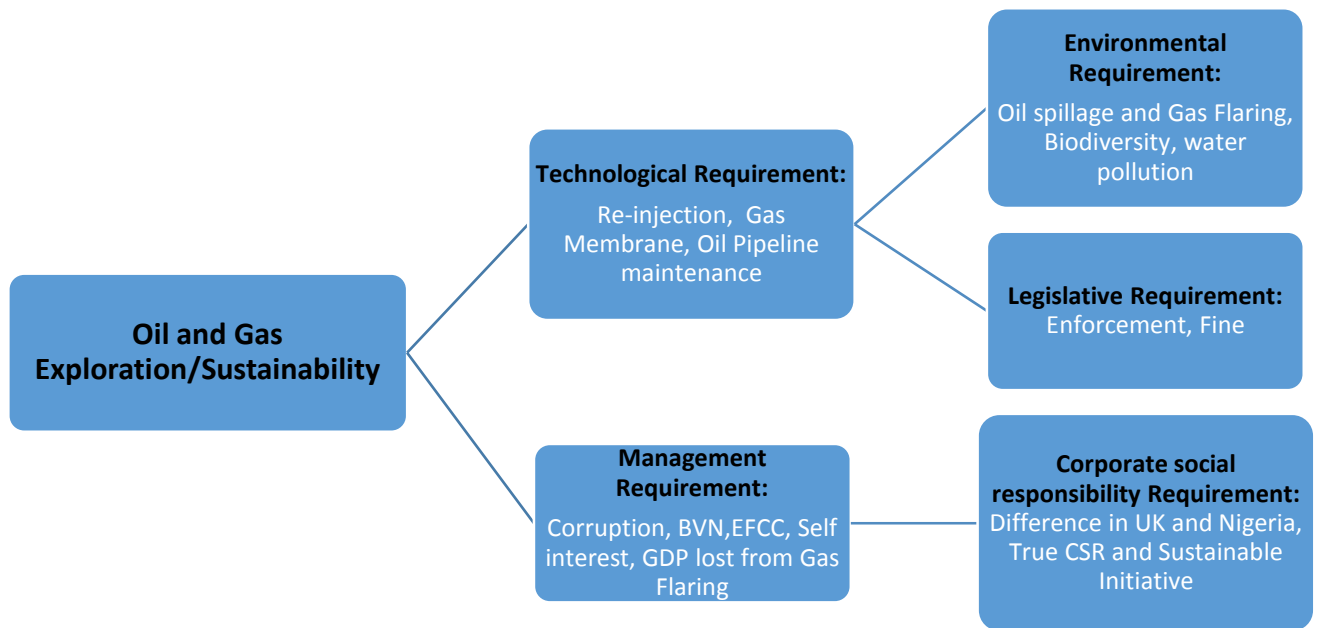 Oil and Gas
Exploration/Sustainability
Technological Requirement:
Re-injection, Gas
Membrane, Oil Pipeline
maintenance
Environmental
Requirement:
Oil spillage and Gas Flaring,
Biodiversity, water
pollution
Legislative Requirement:
Enforcement, Fine
Management
Requirement:
Corruption, BVN,EFCC, Self
interest, GDP lost from Gas
Flaring
Corporate social
responsibility Requirement:
Difference in UK and Nigeria,
True CSR and Sustainable
Initiative